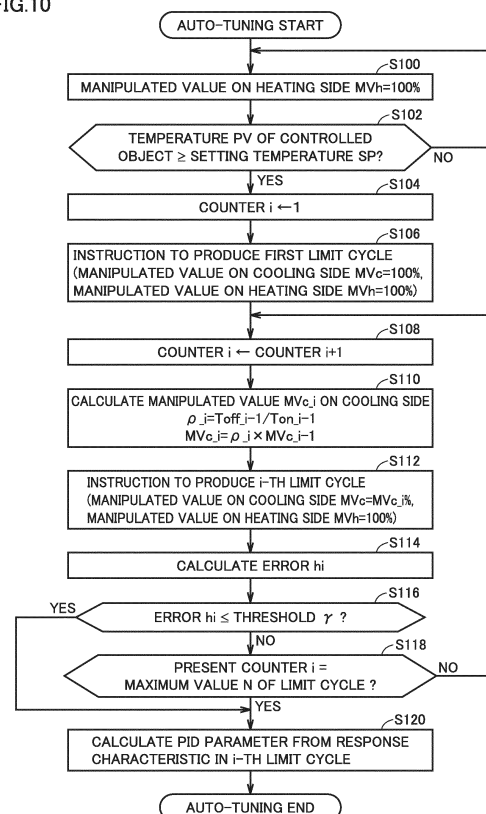 FIG.10
AUTO-TUNING START
S100
MANIPULATED VALUE ON HEATING SIDE MVh=100%
S102
TEMPERATURE PV OF CONTROLLED
OBJECT ≥ SETTING TEMPERATURE SP?
NO
YES
S104
COUNTER i ←1
S106
INSTRUCTION TO PRODUCE FIRST LIMIT CYCLE
(MANIPULATED VALUE ON COOLING SIDE MVc=100%,
MANIPULATED VALUE ON HEATING SIDE MVh=100%)
S108
COUNTER i ← COUNTER i+1
S110
CALCULATE MANIPULATED VALUE MVc_i ON COOLING SIDE
ρ_i=Toff_i-1/Ton_i-1
MVc_i=ρ_i×MVc_i-1
S112
INSTRUCTION TO PRODUCE i-TH LIMIT CYCLE
(MANIPULATED VALUE ON COOLING SIDE MVc=MVc_i%,
MANIPULATED VALUE ON HEATING SIDE MVh=100%)
S114
CALCULATE ERROR hi
S116
YES
ERROR hi ≤ THRESHOLD γ ?
NO
S118
PRESENT COUNTER i =
MAXIMUM VALUE N OF LIMIT CYCLE ?
NO
YES
S120
CALCULATE PID PARAMETER FROM RESPONSE
CHARACTERISTIC IN i-TH LIMIT CYCLE
AUTO-TUNING END